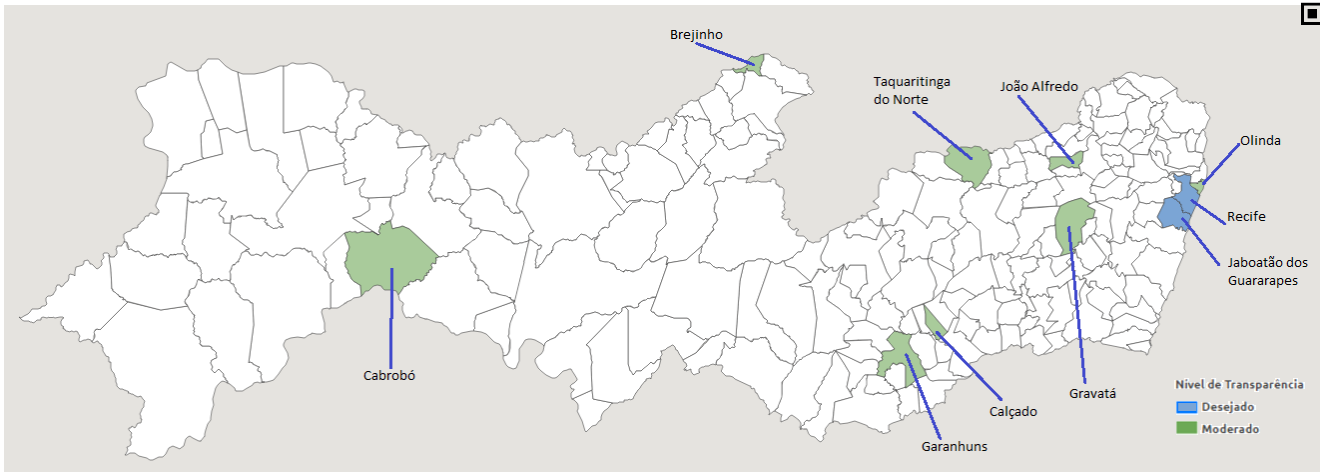 Brejinho
Taquaritinga
do Norte
João Alfredo
Olinda
Recife
Jaboatão dos
Guararapes
Cabrobó
Gravatá
Calçado
Garanhuns
Nível de Transparência
Desejado
Moderado